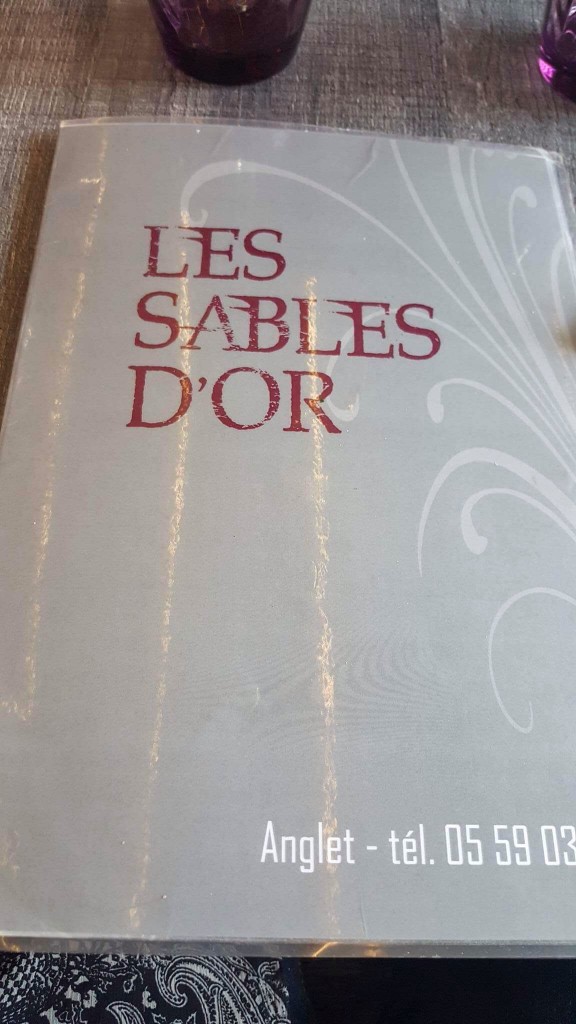 LES
SABLES
D'OR
Anglet - tél. 05 59 03